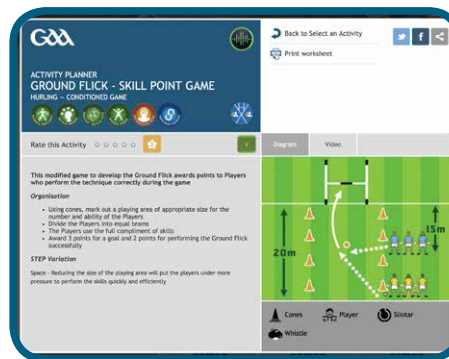 GAA
Back to Select an Activity
Print worksheet
ACTIVITY PLANNER
GROUND FLICK - SKILL POINT GAME
HURLING – CONDITIONED GAME
Rate this Activity
V
Diagram
Video
This modified game to develop the Ground Flick awards points to Players
who perform the technique correctly during the game
Organisation
• Using cones, mark out a playing area of appropriate size for the
number and ability of the Players
• Divide the Players into equal teams
• The Players use the full compliment of skills
• Award 3 points for a goal and 2 points for performing the Ground Flick
successfully
STEP Variation
Space - Reducing the size of the playing area will put the players under more
pressure to perform the skills quickly and efficiently
20m
15m
Cones
Player
Sliotar
Whistle